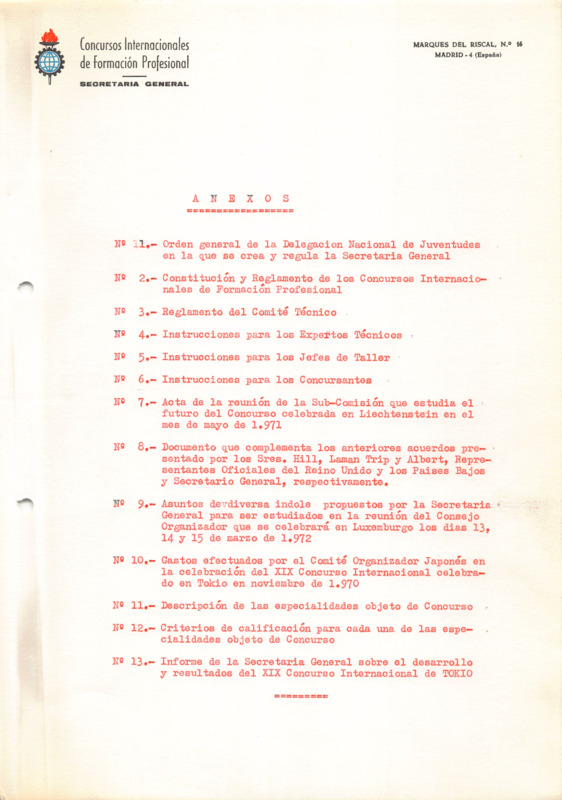 Concursos Internacionales
de Formación Profesional
SECRETARIA GENERAL
MARQUES DEL RISCAL, N.º 16
MADRID - 4 (España)
A N E X O S
==================
Nº 11.- Orden general de la Delegacion Nacional de Juventudes
en la que se crea y regula la Secretaria General
Nº 2.- Constitución y Reglamento de los Concursos Internacio-
nales de Formación Profesional
Nº 3.- Reglamento del Comité Técnico
Nº 4.- Instrucciones para los Expertos Técnicos
Nº 5.- Instrucciones para los Jefes de Taller
Nº 6.- Instrucciones para los Concursantes
Nº 7.- Acta de la reunión de la Sub-Comisión que estudia el
futuro del Concurso celebrada en Liechtenstein en el
mes de mayo de 1.971
Nº 8.- Documento que complementa los anteriores acuerdos pre-
sentado por los Sres. Hill, Laman Trip y Albert, Repre-
sentantes Oficiales del Reino Unido y los Paises Bajos
y Secretario General, respectivamente.
Nº 9.- Asuntos devdiversa indole propuestos por la Secretaria
General para ser estudiados en la reunión del Consejo
Organizador que se celebrará en Luxemburgo los dias 13,
14 y 15 de marzo de 1.972
Nº 10.- Gastos efectuados por el Comité Organizador Japonés en
la celebración del XIX Concurso Internacional celebra-
do en Tokio en noviembre de 1.970
Nº 11.- Descripción de las especialidades objeto de Concurso
Nº 12.- Criterios de calificación para cada una de las espe-
cialidades objeto de Concurso
Nº 13.- Informe de la Secretaria General sobre el desarrollo
y resultados del XIX Concurso Internacional de TOKIO
=========